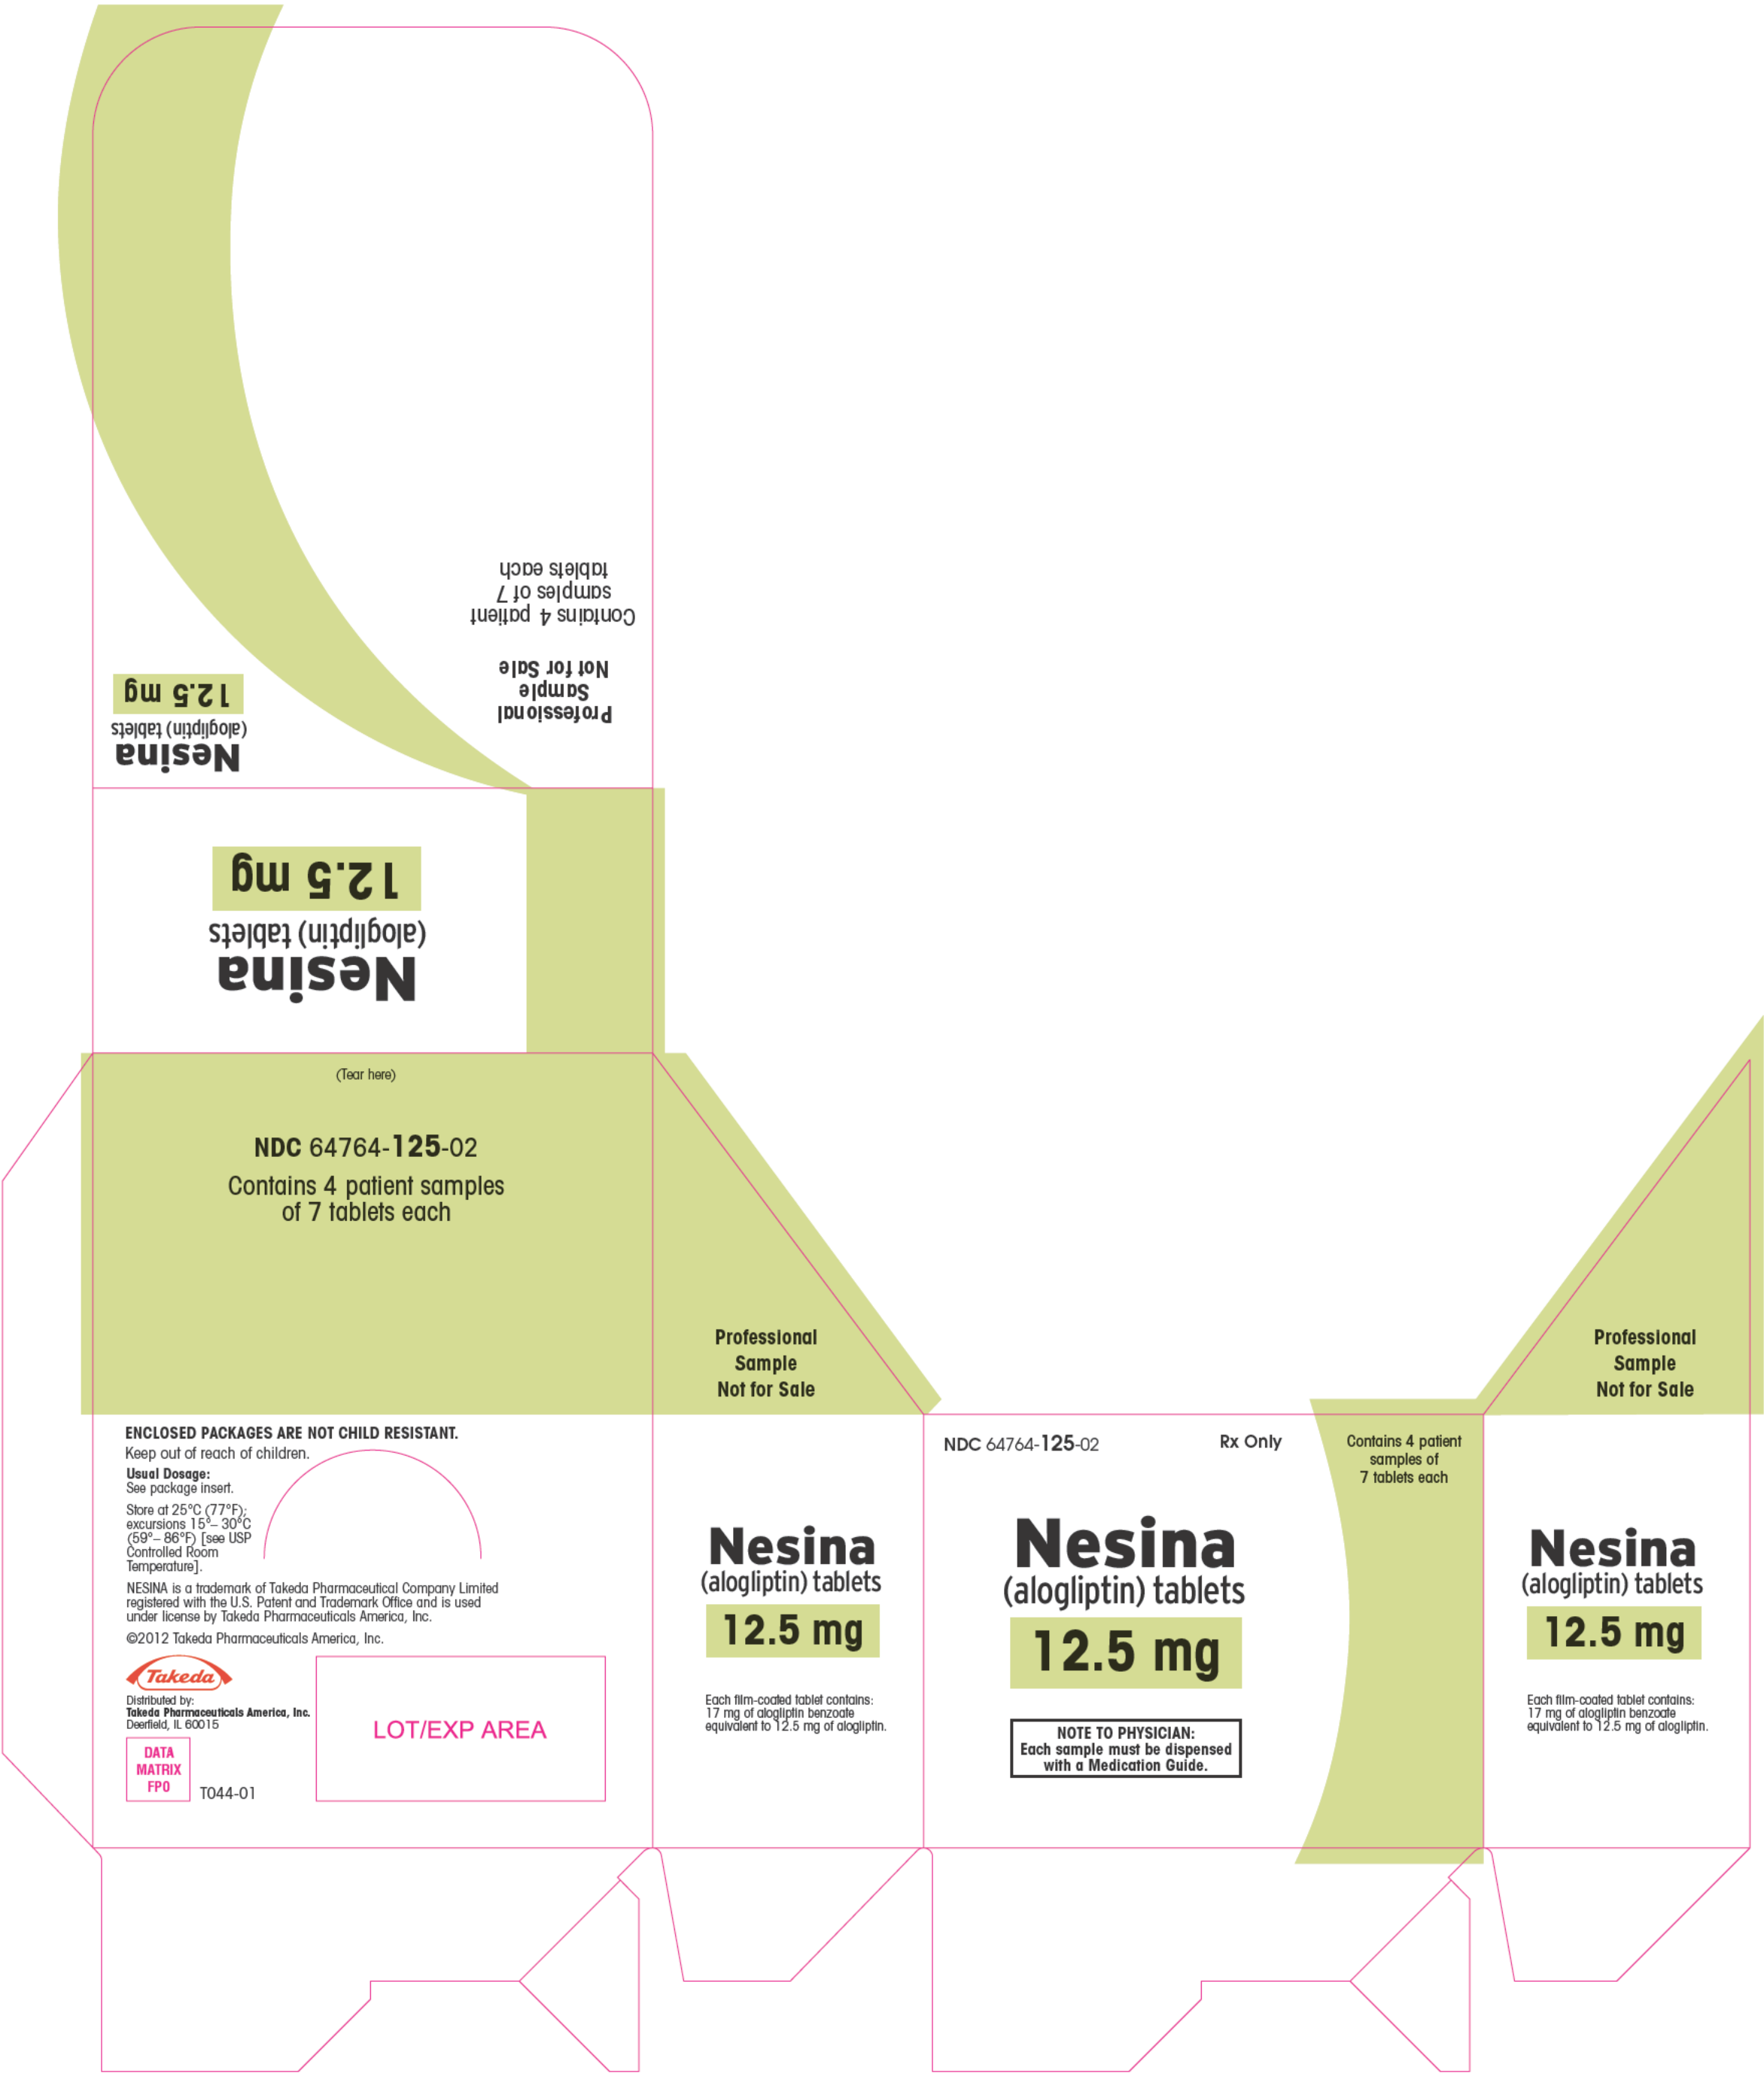 Contains 4 patient
samples of 7
tablets each
Professional
Sample
Not for Sale
Nesina
(alogliptin) tablets
12.5 mg
Nesina
(alogliptin) tablets
12.5 mg
(Tear here)
NDC 64764-125-02
Contains 4 patient samples
of 7 tablets each
Professional
Sample
Not for Sale
Professional
Sample
Not for Sale
ENCLOSED PACKAGES ARE NOT CHILD RESISTANT.
Keep out of reach of children.
Usual Dosage:
See package insert.
Store at 25°C (77°F);
excursions 15°– 30°C
(59°– 86°F) [see USP
Controlled Room
Temperature].
NESINA is a trademark of Takeda Pharmaceutical Company Limited
registered with the U.S. Patent and Trademark Office and is used
under license by Takeda Pharmaceuticals America, Inc.
©2012 Takeda Pharmaceuticals America, Inc.
Takeda
Distributed by:
Takeda Pharmaceuticals America, Inc.
Deerfield, IL 60015
DATA
MATRIX
FPO
T044-01
LOT/EXP AREA
Nesina
(alogliptin) tablets
12.5 mg
Each film-coated tablet contains:
17 mg of alogliptin benzoate
equivalent to 12.5 mg of alogliptin.
NDC 64764-125-02
Rx Only
Contains 4 patient
samples of
7 tablets each
Nesina
(alogliptin) tablets
12.5 mg
NOTE TO PHYSICIAN:
Each sample must be dispensed
with a Medication Guide.
Nesina
(alogliptin) tablets
12.5 mg
Each film-coated tablet contains:
17 mg of alogliptin benzoate
equivalent to 12.5 mg of alogliptin.